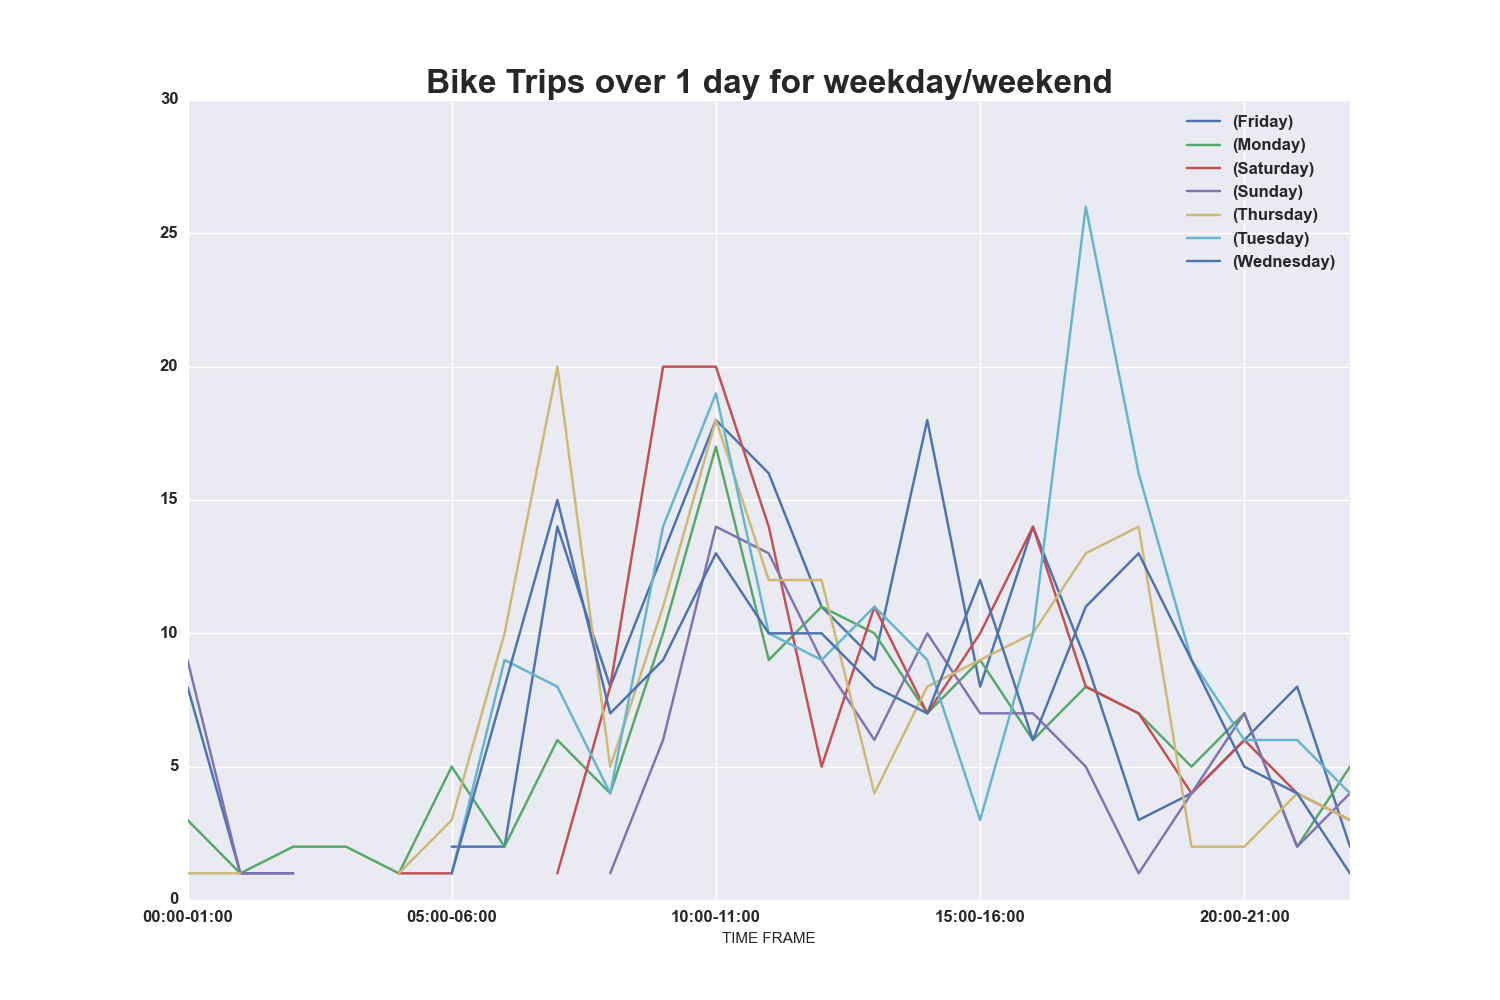 Bike Trips over 1 day for weekday/weekend
30
25
20
15
10
5
0
(Friday)
(Monday)
(Saturday)
(Sunday)
(Thursday)
(Tuesday)
(Wednesday)
00:00-01:00 05:00-06:00 10:00-11:00 15:00-16:00 20:00-21:00
TIME FRAME